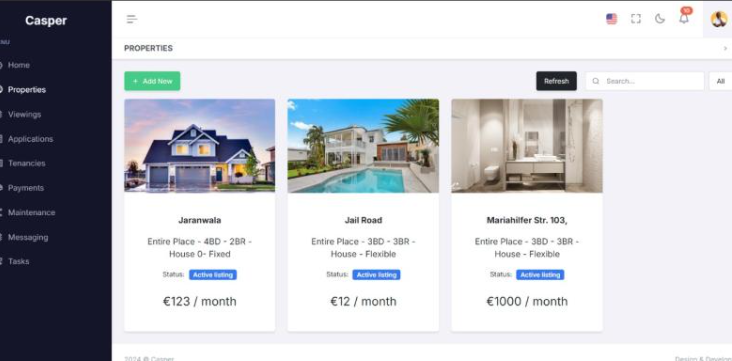 Casper
NU
Home
Properties
Viewings
Applications
Tenancies
Payments
Maintenance
Messaging
Tasks
10
PROPERTIES
+ Add New
Refresh
Search...
All
Jaranwala
Entire Place - 4BD - 2BR -
House 0- Fixed
Status: Active listing
€123 / month
Jail Road
Entire Place - 3BD - 3BR -
House - Flexible
Status: Active listing
€12 / month
Mariahilfer Str. 103,
Entire Place - 3BD - 3BR -
House - Flexible
Status: Active listing
€1000 / month
2024 © Casper
Design & Develop